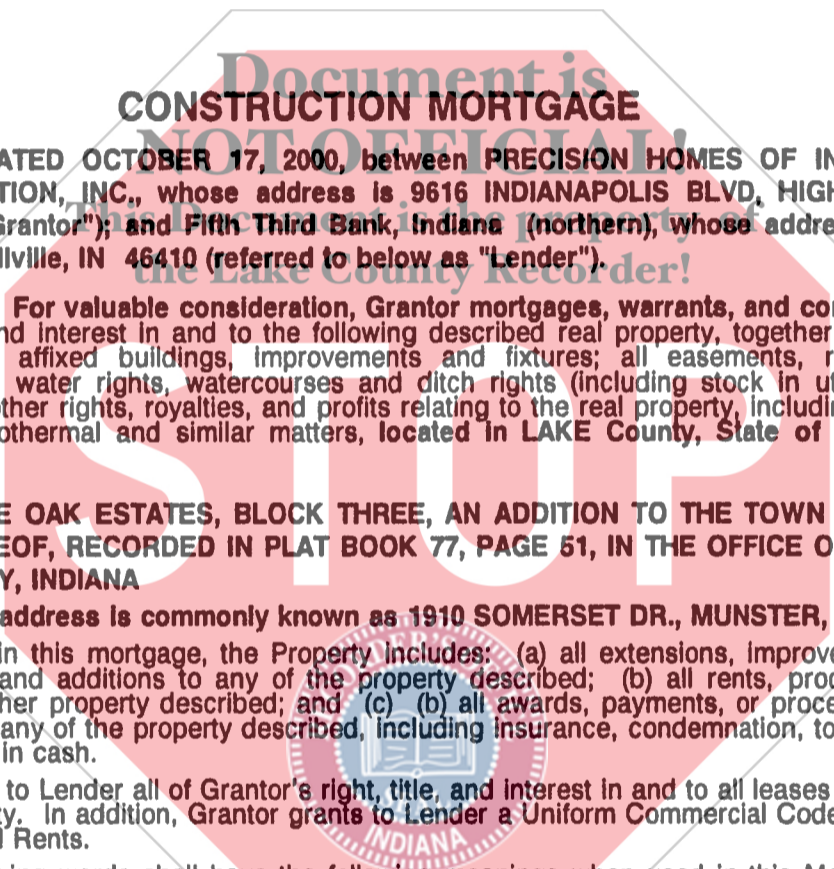 Document is
CONSTRUCTION MORTGAGE
NOT OFFICIAL!
ATED OCTOBER 17, 2000, between PRECISION HOMES OF IN
TION, INC., whose address is 9616 INDIANAPOLIS BLVD, HIGH
This Document is the property of
Grantor"); and Fifth Third Bank, Indiana (northern), whose addre
llville, IN 46410 (referred to below as "Lender").
the Lake County Recorder!
For valuable consideration, Grantor mortgages, warrants, and co
nd interest in and to the following described real property, together
affixed buildings, improvements and fixtures; all easements, r
water rights, watercourses and ditch rights (including stock in ut
ther rights, royalties, and profits relating to the real property, includi
othermal and similar matters, located in LAKE County, State of
STOP
E OAK ESTATES, BLOCK THREE, AN ADDITION TO THE TOWN
EOF, RECORDED IN PLAT BOOK 77, PAGE 51, IN THE OFFICE O
Y, INDIANA
address is commonly known as 1910 SOMERSET DR., MUNSTER,
in this mortgage, the Property includes: (a) all extensions, improve
and additions to any of the property described; (b) all rents, proc
her property described; and (c) (b) all awards, payments, or proce
any of the property described, including insurance, condemnation, to
in cash.
to Lender all of Grantor's right, title, and interest in and to all leases
ty. In addition, Grantor grants to Lender a Uniform Commercial Code
d Rents.
SEAL
INDIANA